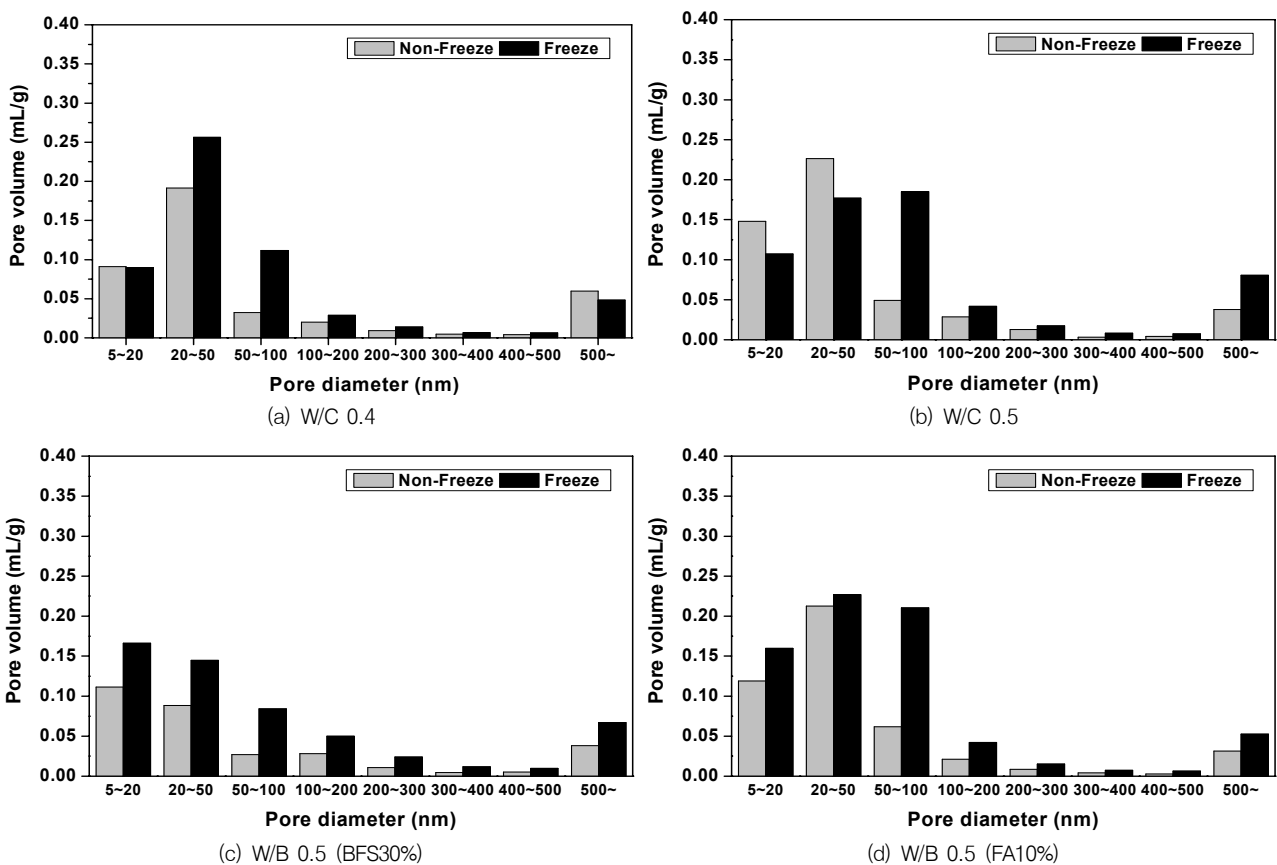 0.40
0.35
0.30
0.25
0.20
0.15
0.10
0.05
0.00
Pore volume (mL/g)
Non-Freeze Freeze
5~20 20~50 50~100 100~200 200~300 300~400 400~500 500~
Pore diameter (nm)
(a) W/C 0.4
0.40
0.35
0.30
0.25
0.20
0.15
0.10
0.05
0.00
Pore volume (mL/g)
Non-Freeze Freeze
5~20 20~50 50~100 100~200 200~300 300~400 400~500 500~
Pore diameter (nm)
(b) W/C 0.5
0.40
0.35
0.30
0.25
0.20
0.15
0.10
0.05
0.00
Pore volume (mL/g)
Non-Freeze Freeze
5~20 20~50 50~100 100~200 200~300 300~400 400~500 500~
Pore diameter (nm)
(c) W/B 0.5 (BFS30%)
0.40
0.35
0.30
0.25
0.20
0.15
0.10
0.05
0.00
Pore volume (mL/g)
Non-Freeze Freeze
5~20 20~50 50~100 100~200 200~300 300~400 400~500 500~
Pore diameter (nm)
(d) W/B 0.5 (FA10%)